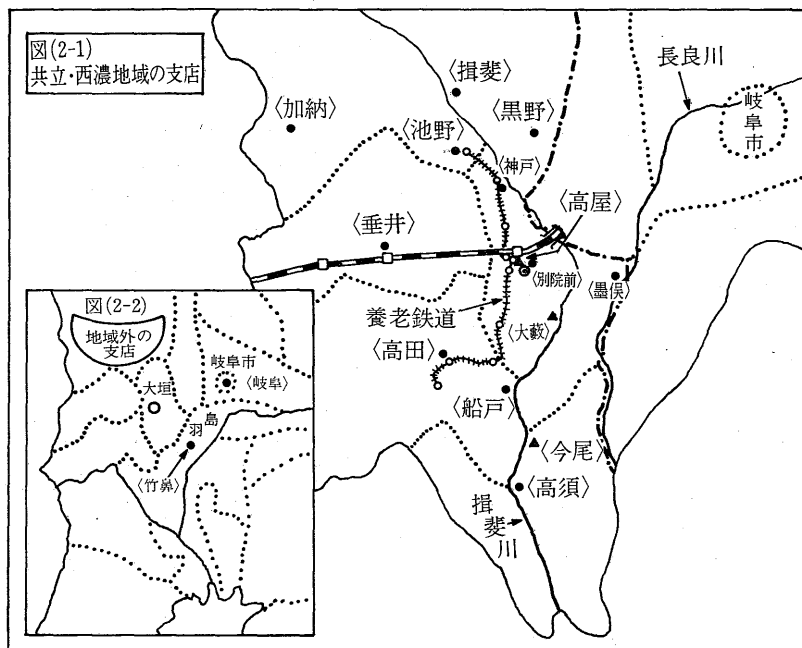 図(2-1)
共立・西濃地域の支店
〈揖斐〉
長良川
〈加納〉
〈黒野〉
岐阜市
〈池野〉
〈神戸〉
〈高屋〉
〈垂井〉
〈別院前〉
〈墨俣〉
養老鉄道
〈大藪〉
〈高田〉
〈船戸〉
〈今尾〉
〈高須〉
揖斐川
図(2-2)
地域外の
支店
岐阜市
〈岐阜〉
大垣
羽島
〈竹鼻〉